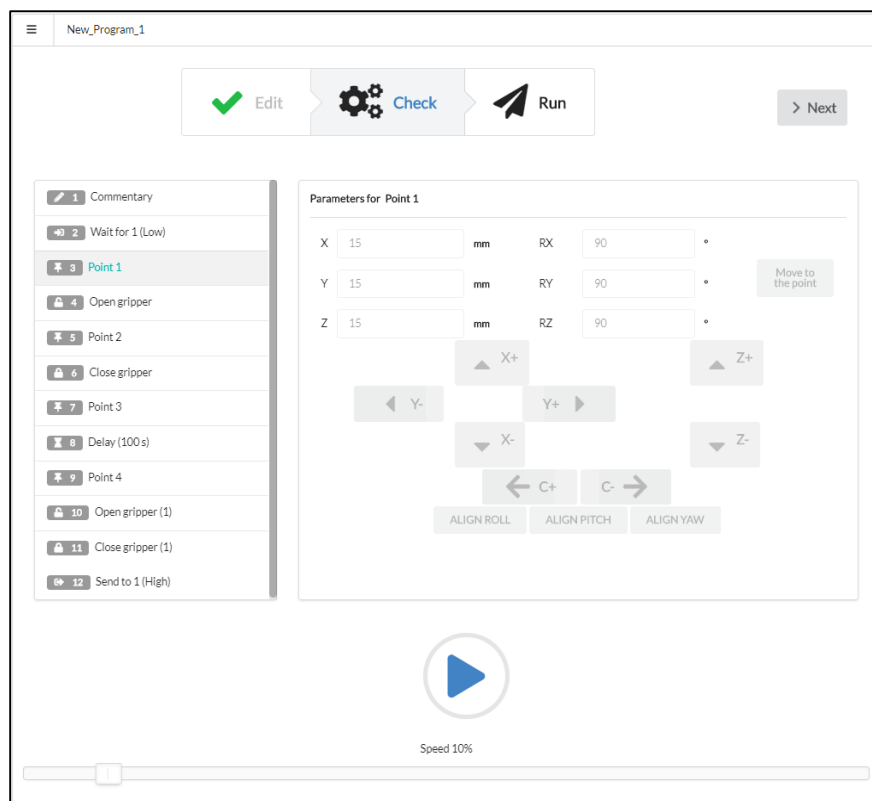 New_Program_1
Edit Check Run
Next
1 Commentary
2 Wait for 1 (Low)
3 Point 1
4 Open gripper
5 Point 2
6 Close gripper
7 Point 3
8 Delay (100 s)
9 Point 4
10 Open gripper (1)
11 Close gripper (1)
12 Send to 1 (High)
Parameters for Point 1
X 15 mm RX 90 °
Y 15 mm RY 90 °
Z 15 mm RZ 90 °
Move to
the point
X+ Z+
Y- Y+
X- Z-
C+ C-
ALIGN ROLL ALIGN PITCH ALIGN YAW
Speed 10%